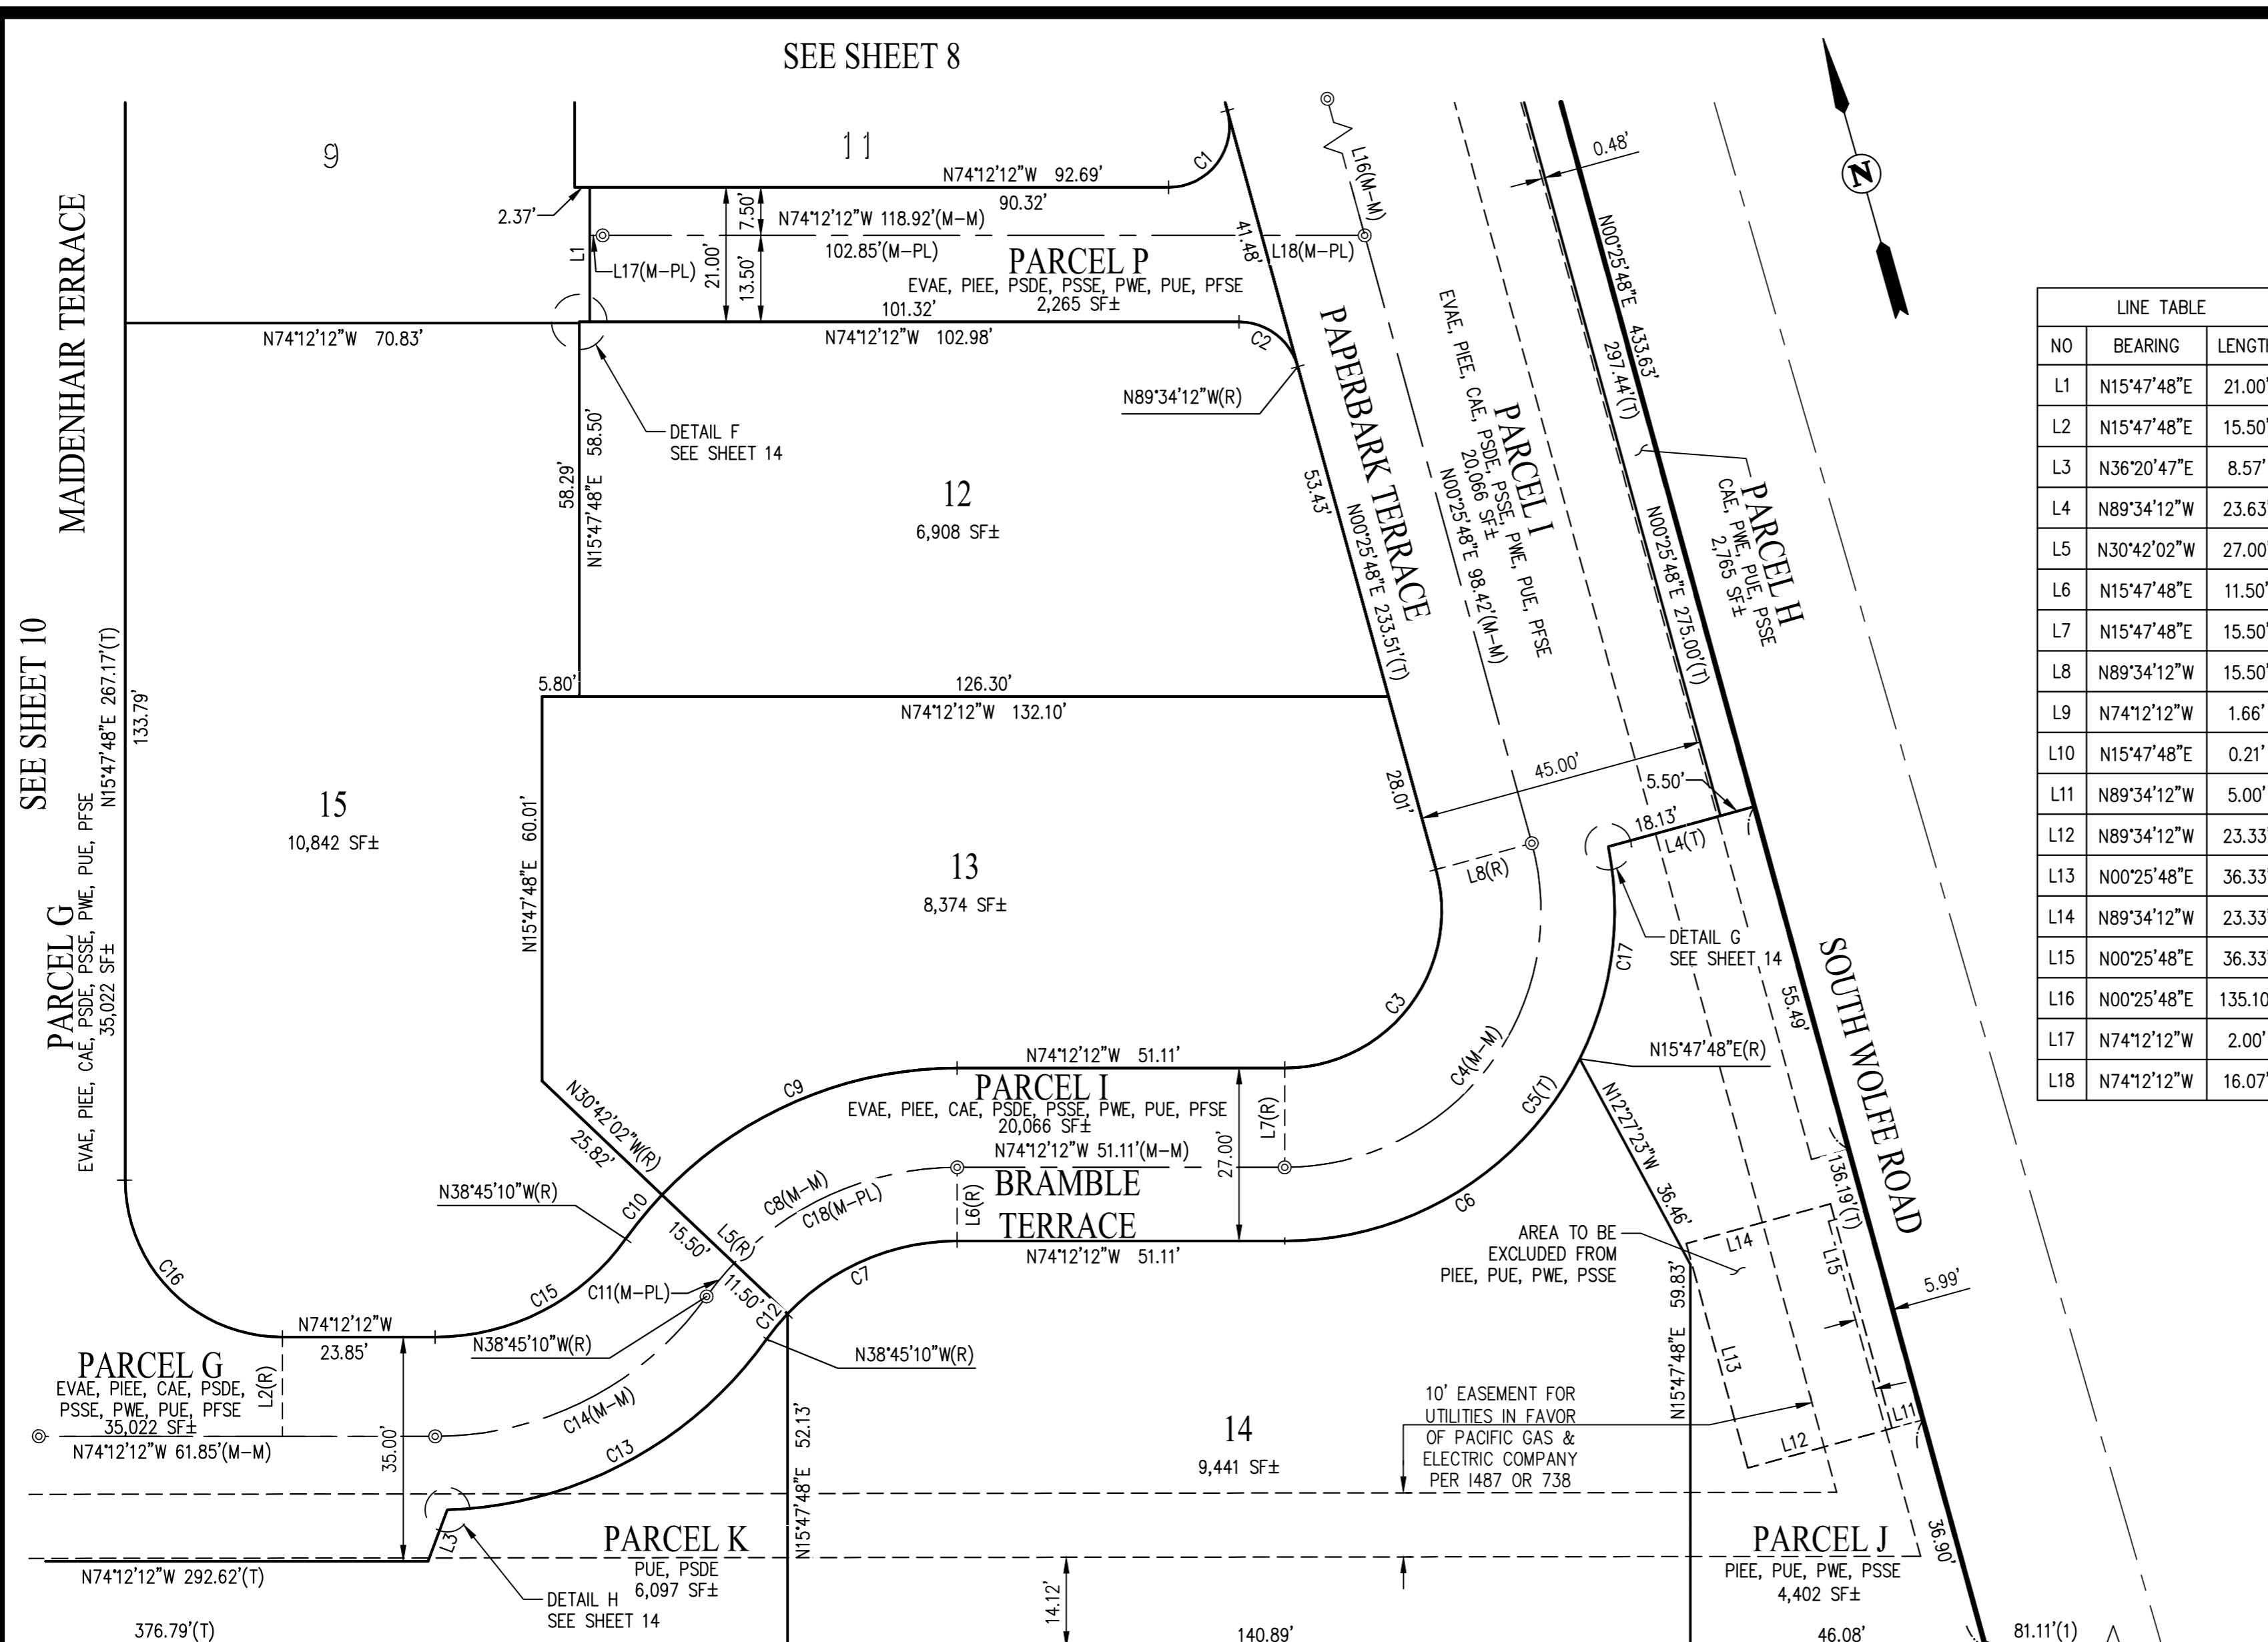 SEE SHEET 8
9
11
N74°12'12"W 92.69'
C1
2.37'
90.32'
7.50'
N74°12'12"W 118.92'(M-M)
L16(M-M)
0.48'
N
MAIDENHAIR TERRACE
L1
L17(M-PL)
21.00'
13.50'
102.85'(M-PL)
PARCEL P
EVAE, PIEE, PSDE, PSSE, PWE, PUE, PFSE
2,265 SF±
41.48'
L18(M-PL)
101.32'
N74°12'12"W 70.83'
N74°12'12"W 102.98'
C2
N89°34'12"W(R)
DETAIL F
SEE SHEET 14
58.29'
N15°47'48"E 58.50'
12
6,908 SF±
53.43'
N00°25'48"E 233.51'(T)
PAPERBARK TERRACE
N00°25'48"E 98.42'(M-M)
PARCEL I
EVAE, PIEE, CAE, PSDE, PSSE, PWE, PUE, PFSE
20,066 SF±
N00°25'48"E 433.63'
297.44'(T)
N00°25'48"E 275.00'(T)
PARCEL H
CAE, PWE, PUE, PSSE
2,765 SF±
LINE TABLE
NO BEARING LENGTH
L1 N15°47'48"E 21.00'
L2 N15°47'48"E 15.50'
L3 N36°20'47"E 8.57'
L4 N89°34'12"W 23.63'
L5 N30°42'02"W 27.00'
L6 N15°47'48"E 11.50'
L7 N15°47'48"E 15.50'
L8 N89°34'12"W 15.50'
L9 N74°12'12"W 1.66'
L10 N15°47'48"E 0.21'
L11 N89°34'12"W 5.00'
L12 N89°34'12"W 23.33'
L13 N00°25'48"E 36.33'
L14 N89°34'12"W 23.33'
L15 N00°25'48"E 36.33'
L16 N00°25'48"E 135.10
L17 N74°12'12"W 2.00'
L18 N74°12'12"W 16.07'
SEE SHEET 10
N15°47'48"E 267.17'(T)
133.79'
PARCEL G
EVAE, PIEE, CAE, PSDE, PSSE, PWE, PUE, PFSE
35,022 SF±
5.80'
126.30'
N74°12'12"W 132.10'
15
10,842 SF±
N15°47'48"E 60.01'
13
8,374 SF±
28.01'
45.00'
5.50'
18.13'
L4(T)
L8(R)
DETAIL G
SEE SHEET 14
C17
C3
55.49'
SOUTH WOLFE ROAD
N74°12'12"W 51.11'
C4(M-M)
C5(T)
N15°47'48"E(R)
PARCEL I
EVAE, PIEE, CAE, PSDE, PSSE, PWE, PUE, PFSE
20,066 SF±
N74°12'12"W 51.11'(M-M)
L7(R)
27.00'
C9
N30°42'02"W(R)
25.82'
N38°45'10"W(R)
C10
C8(M-M)
C18(M-PL)
L6(R)
BRAMBLE
TERRACE
N74°12'12"W 51.11'
C6
N12°27'23"W 36.46'
136.19'(T)
AREA TO BE
EXCLUDED FROM
PIEE, PUE, PWE, PSSE
L14
L15
5.99'
15.50'
L5(R)
C7
C11(M-PL)
11.50'
C12
C16
C15
N74°12'12"W
23.85'
N38°45'10"W(R)
N38°45'10"W(R)
59.83'
N15°47'48"E
L13
PARCEL G
EVAE, PIEE, CAE, PSDE,
PSSE, PWE, PUE, PFSE
35,022 SF±
L2(R)
N74°12'12"W 61.85'(M-M)
35.00'
C14(M-M)
C13
N15°47'48"E 52.13'
14
9,441 SF±
10' EASEMENT FOR
UTILITIES IN FAVOR
OF PACIFIC GAS &
ELECTRIC COMPANY
PER 1487 OR 738
L11
L12
L3
PARCEL K
PUE, PSDE
6,097 SF±
PARCEL J
PIEE, PUE, PWE, PSSE
4,402 SF±
36.90'
N74°12'12"W 292.62'(T)
DETAIL H
SEE SHEET 14
14.12'
376.79'(T)
140.89'
46.08'
81.11'(1)